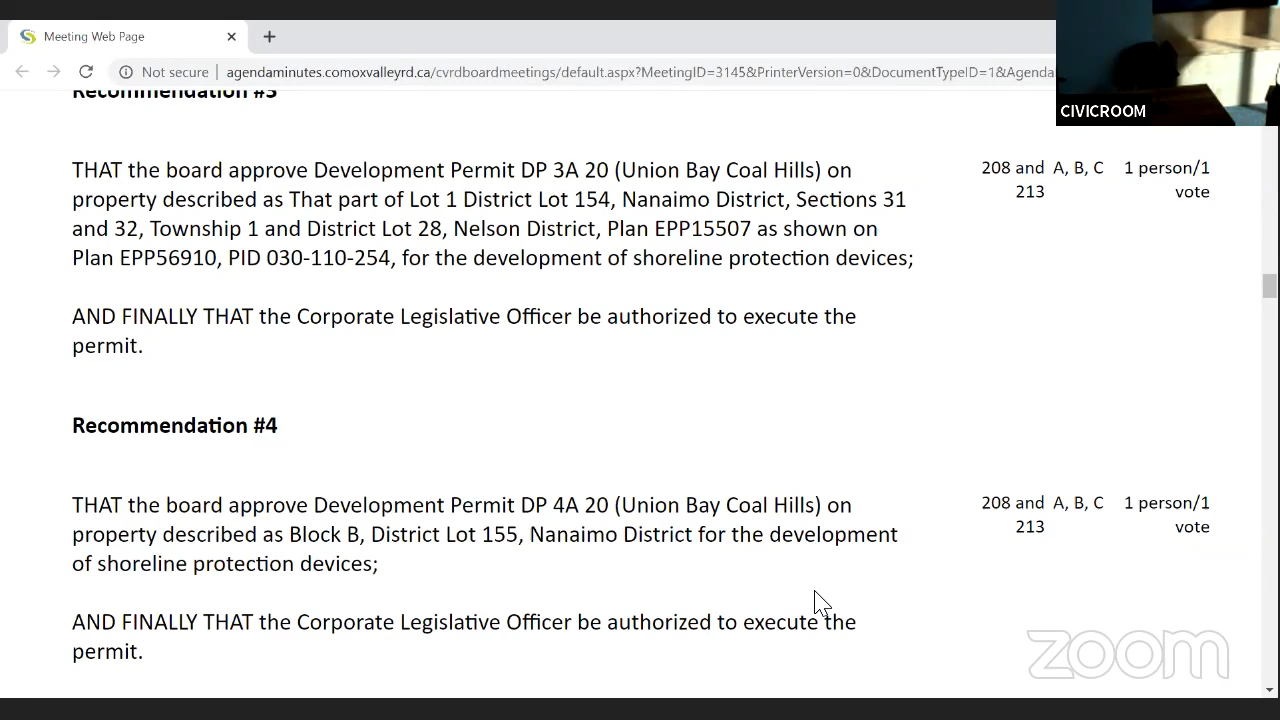 Meeting Web Page
Not secure
agendaminutes.comoxvalleyrd.ca/cvrdboardmeetings/default.aspx?MeetingID=3145&PrinterVersion=0&DocumentTypeID=1&Agenda
CIVICROOM
Recommendation #3
THAT the board approve Development Permit DP 3A 20 (Union Bay Coal Hills) on
property described as That part of Lot 1 District Lot 154, Nanaimo District, Sections 31
and 32, Township 1 and District Lot 28, Nelson District, Plan EPP15507 as shown on
Plan EPP56910, PID 030-110-254, for the development of shoreline protection devices;
208 and A, B, C 1 person/1
213 vote
AND FINALLY THAT the Corporate Legislative Officer be authorized to execute the
permit.
Recommendation #4
THAT the board approve Development Permit DP 4A 20 (Union Bay Coal Hills) on
property described as Block B, District Lot 155, Nanaimo District for the development
of shoreline protection devices;
208 and A, B, C 1 person/1
213 vote
AND FINALLY THAT the Corporate Legislative Officer be authorized to execute the
permit.
zoom